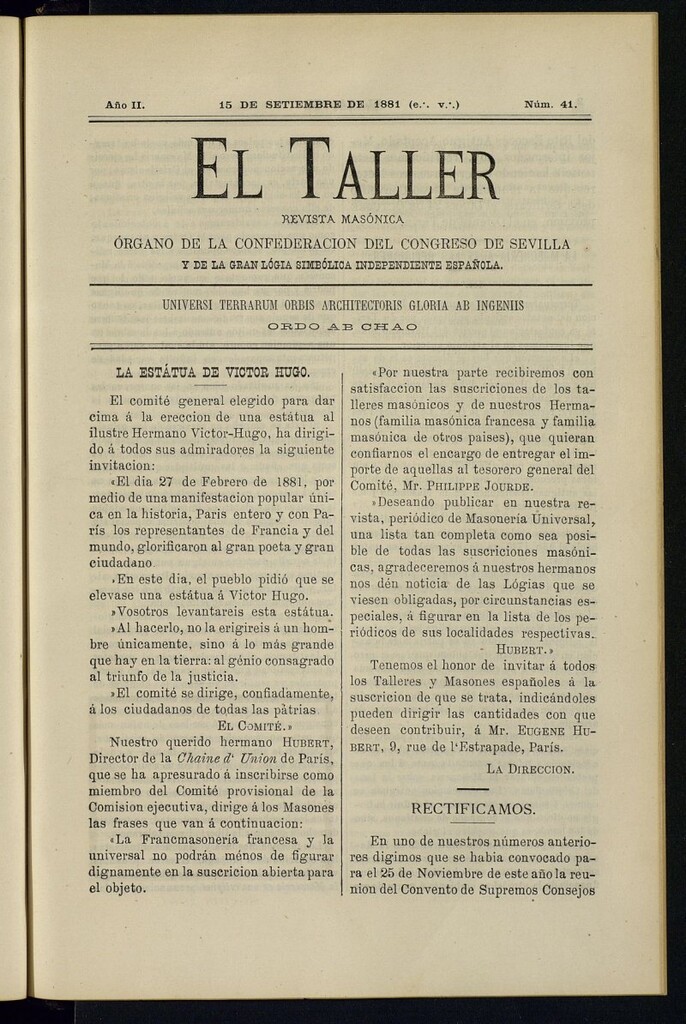 Año II.
15 DE SETIEMBRE DE 1881 (e.·. v.·.)
Núm. 41.
EL TALLER
REVISTA MASÓNICA
ÓRGANO DE LA CONFEDERACION DEL CONGRESO DE SEVILLA
Y DE LA GRAN LÓGIA SIMBÓLICA INDEPENDIENTE ESPAÑOLA.
UNIVERSI TERRARUM ORBIS ARCHITECTORIS GLORIA AB INGENIIS
ORDO AB CHAO
LA ESTÁTUA DE VICTOR HUGO.
El comité general elegido para dar
cima á la ereccion de una estátua al
ilustre Hermano Victor-Hugo, ha dirigi-
do á todos sus admiradores la siguiente
invitacion:
«El dia 27 de Febrero de 1881, por
medio de una manifestacion popular úni-
ca en la historia, Paris entero y con Pa-
rís los representantes de Francia y del
mundo, glorificaron al gran poeta y gran
ciudadano.
»En este dia, el pueblo pidió que se
elevase una estátua á Victor Hugo.
»Vosotros levantareis esta estátua.
»Al hacerlo, no la erigireis á un hom-
bre únicamente, sino á lo más grande
que hay en la tierra: al génio consagrado
al triunfo de la justicia.
»El comité se dirige, confiadamente,
á los ciudadanos de todas las pàtrias.
EL COMITÉ.»
Nuestro querido hermano HUBERT,
Director de la Chaine d' Union de Paris,
que se ha apresurado á inscribirse como
miembro del Comité provisional de la
Comision ejecutiva, dirige á los Masones
las frases que van á continuacion:
«La Francmasonería francesa y la
universal no podrán ménos de figurar
dignamente en la suscricion abierta para
el objeto.
«Por nuestra parte recibiremos con
satisfaccion las suscriciones de los ta-
lleres masónicos y de nuestros Herma-
nos (familia masónica francesa y familia
masónica de otros paises), que quieran
confiarnos el encargo de entregar el im-
porte de aquellas al tesorero general del
Comité, Mr. PHILIPPE JOURDE.
»Deseando publicar en nuestra re-
vista, periódico de Masonería Universal,
una lista tan completa como sea posi-
ble de todas las suscriciones masóni-
cas, agradeceremos á nuestros hermanos
nos dén noticia de las Lógias que se
viesen obligadas, por circunstancias es-
peciales, á figurar en la lista de los pe-
riódicos de sus localidades respectivas.
HUBERT.»
Tenemos el honor de invitar á todos
los Talleres y Masones españoles á la
suscricion de que se trata, indicándoles
pueden dirigir las cantidades con que
deseen contribuir, á Mr. EUGENE HU-
BERT, 9, rue de l'Estrapade, París.
LA DIRECCION.
RECTIFICAMOS.
En uno de nuestros números anterio-
res digimos que se habia convocado pa-
ra el 25 de Noviembre de este año la reu-
nion del Convento de Supremos Consejos